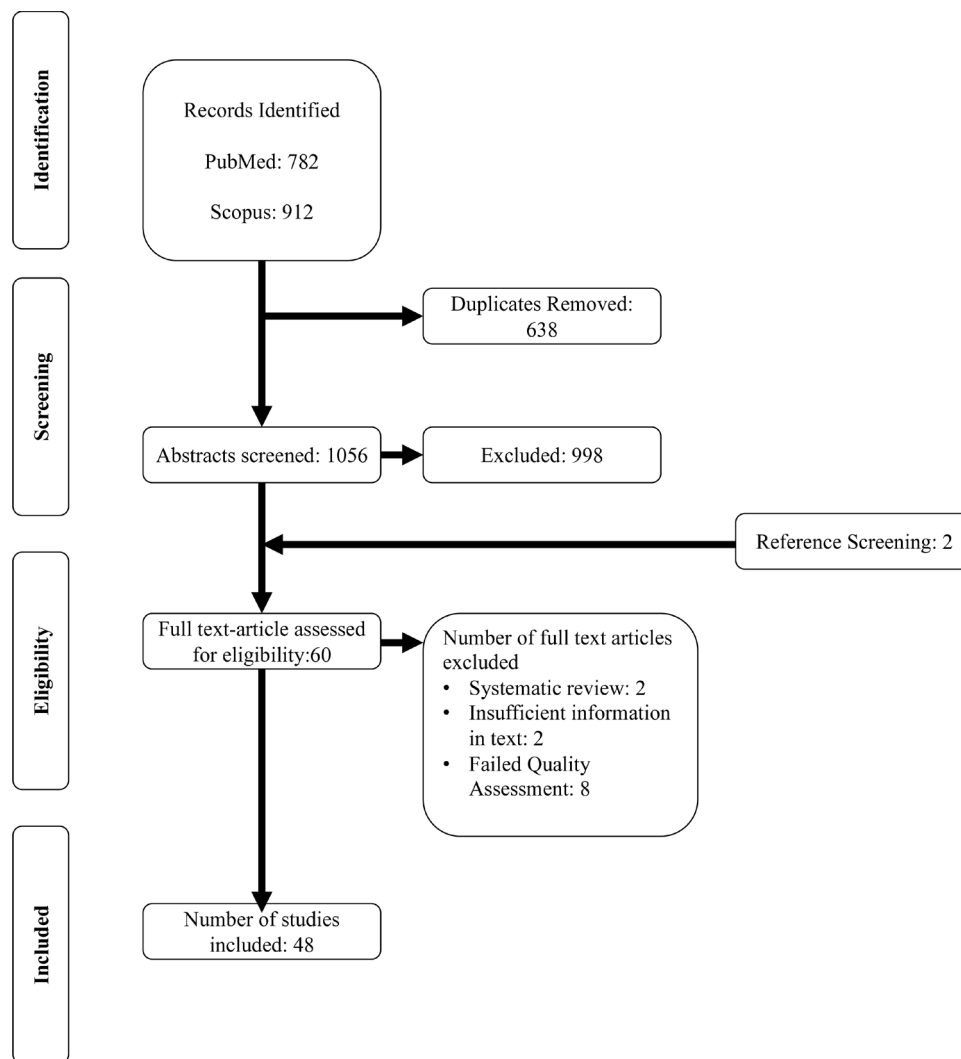 Identification
Records Identified
PubMed: 782
Scopus: 912
Screening
Duplicates Removed:
638
Abstracts screened: 1056
Excluded: 998
Reference Screening: 2
Eligibility
Full text-article assessed
for eligibility:60
Number of full text articles
excluded
• Systematic review: 2
• Insufficient information
in text: 2
• Failed Quality
Assessment: 8
Included
Number of studies
included: 48